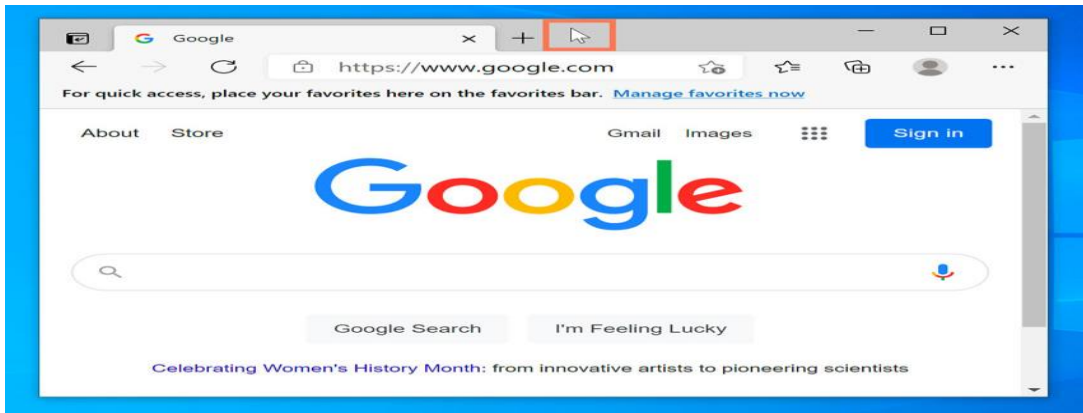 Google
https://www.google.com
For quick access, place your favorites here on the favorites bar. Manage favorites now
About Store Gmail Images Sign in
Google
Google Search I'm Feeling Lucky
Celebrating Women's History Month: from innovative artists to pioneering scientists